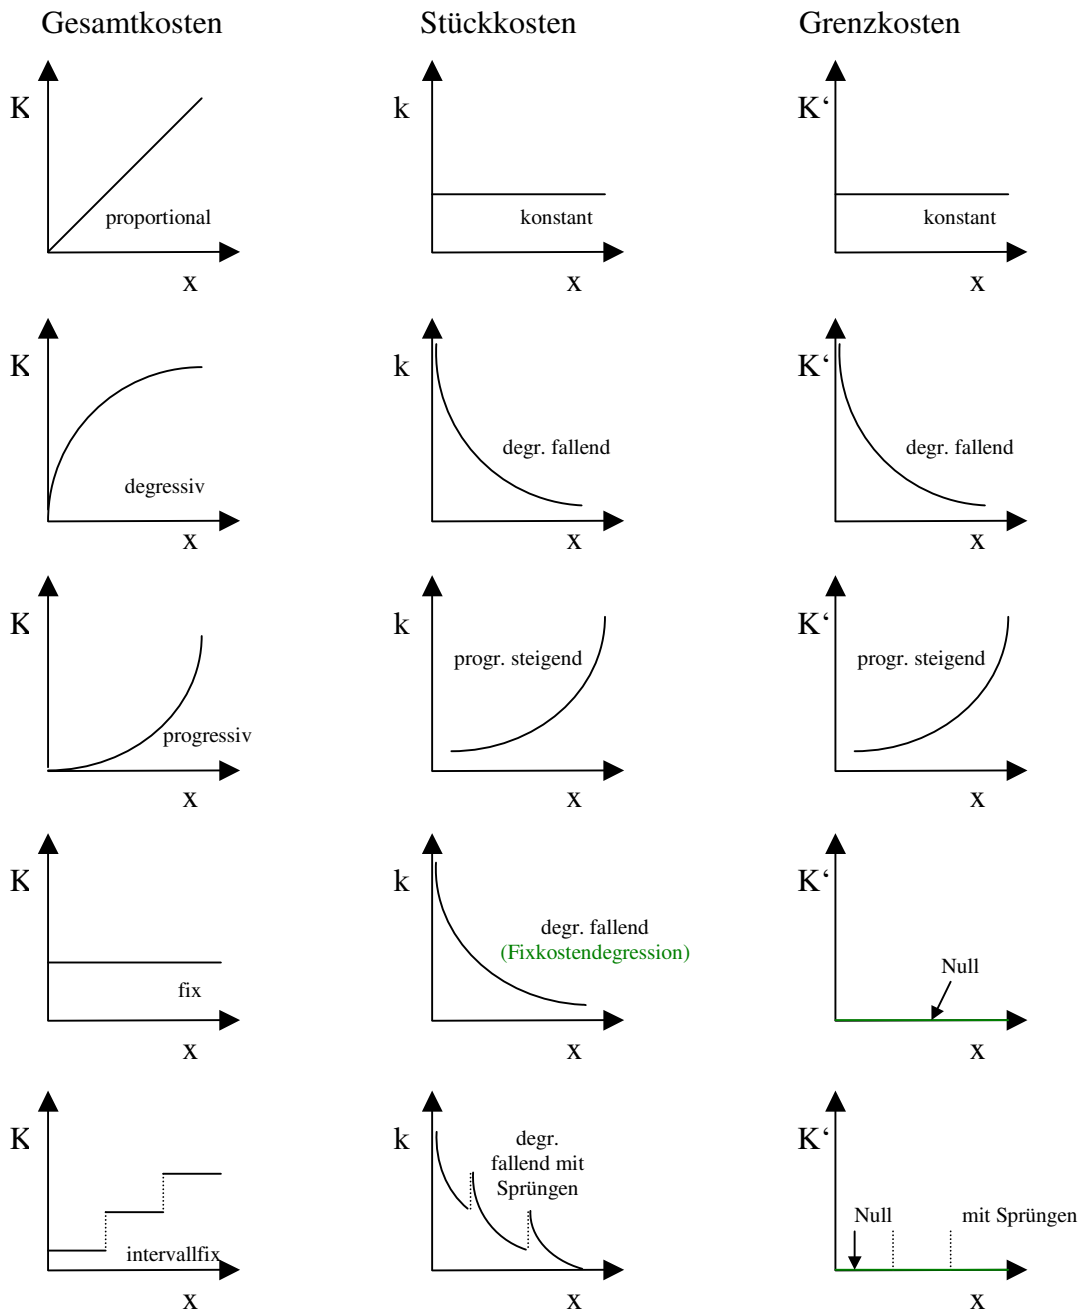 Gesamtkosten
Stückkosten
Grenzkosten
K
proportional
x
k
konstant
x
K‘
konstant
x
K
degressiv
x
k
degr. fallend
x
K‘
degr. fallend
x
K
progressiv
x
k
progr. steigend
x
K‘
progr. steigend
x
K
fix
x
k
degr. fallend
(Fixkostendegression)
x
K‘
Null
x
K
intervallfix
x
k
degr.
fallend mit
Sprüngen
x
K‘
Null
mit Sprüngen
x